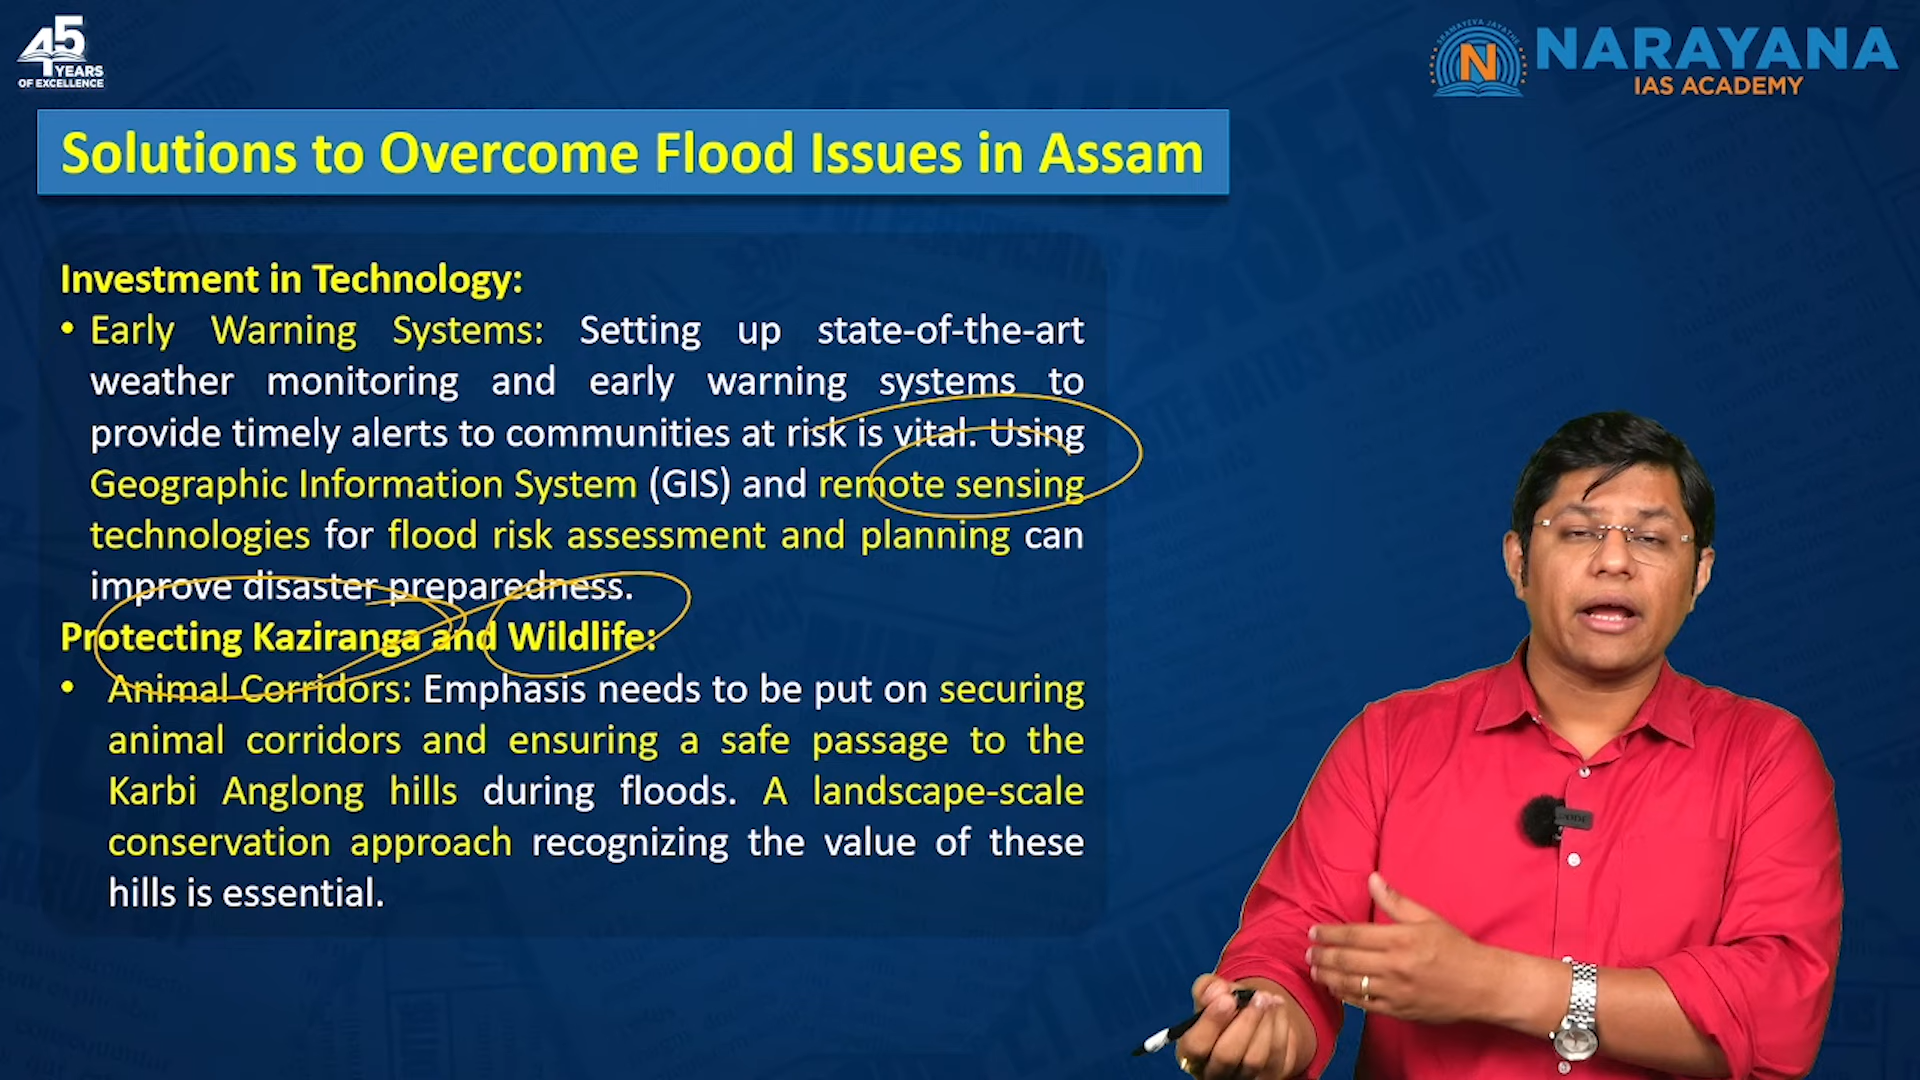 45
YEARS
OF EXCELLENCE
NARAYANA
IAS ACADEMY
Solutions to Overcome Flood Issues in Assam
Investment in Technology:
• Early Warning Systems: Setting up state-of-the-art
weather monitoring and early warning systems to
provide timely alerts to communities at risk is vital. Using
Geographic Information System (GIS) and remote sensing
technologies for flood risk assessment and planning can
improve disaster preparedness.
Protecting Kaziranga and Wildlife:
• Animal Corridors: Emphasis needs to be put on securing
animal corridors and ensuring a safe passage to the
Karbi Anglong hills during floods. A landscape-scale
conservation approach recognizing the value of these
hills is essential.